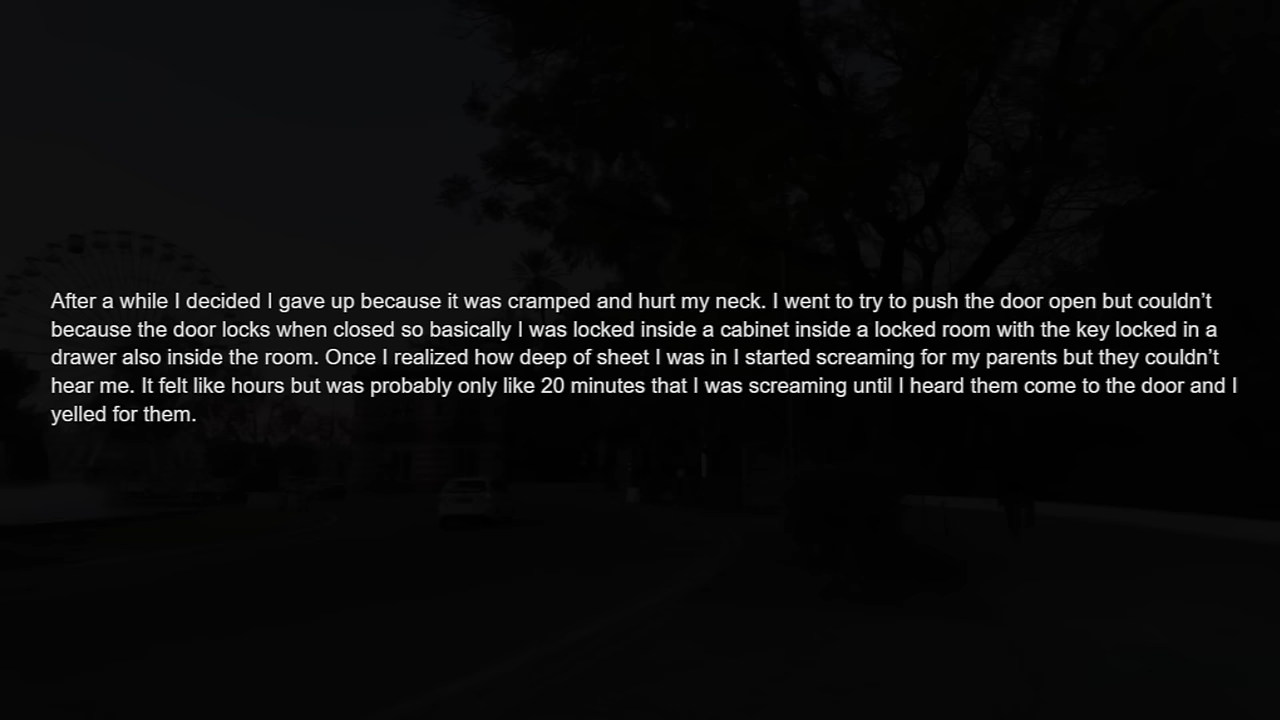 After a while I decided I gave up because it was cramped and hurt my neck. I went to try to push the door open but couldn’t
because the door locks when closed so basically I was locked inside a cabinet inside a locked room with the key locked in a
drawer also inside the room. Once I realized how deep of sheet I was in I started screaming for my parents but they couldn’t
hear me. It felt like hours but was probably only like 20 minutes that I was screaming until I heard them come to the door and I
yelled for them.